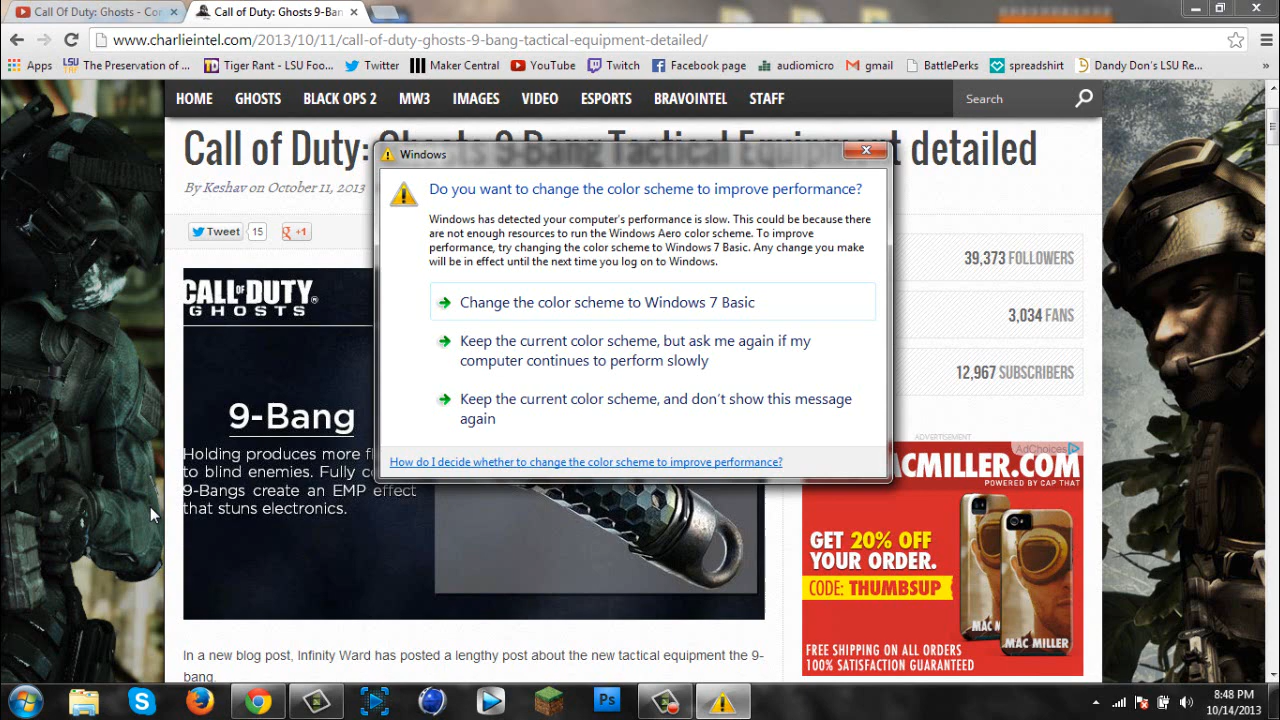 Call Of Duty: Ghosts - Con
Call of Duty: Ghosts 9-Ban
www.charlieintel.com/2013/10/11/call-of-duty-ghosts-9-bang-tactical-equipment-detailed/
Apps
LSU TRF The Preservation of ...
Tiger Rant - LSU Foo...
Twitter
Maker Central
YouTube
Twitch
Facebook page
audiomicro
gmail
BattlePerks
spreadshirt
Dandy Don's LSU Re...
»
HOME GHOSTS BLACK OPS 2 MW3 IMAGES VIDEO ESPORTS BRAVOINTEL STAFF
Search
Call of Duty: Ghosts 9-Bang Tactical Equipment detailed
By Keshav on October 11, 2013
Tweet 15
+1
39,373 FOLLOWERS
3,034 FANS
12,967 SUBSCRIBERS
Windows
Do you want to change the color scheme to improve performance?
Windows has detected your computer's performance is slow. This could be because there
are not enough resources to run the Windows Aero color scheme. To improve
performance, try changing the color scheme to Windows 7 Basic. Any change you make
will be in effect until the next time you log on to Windows.
Change the color scheme to Windows 7 Basic
Keep the current color scheme, but ask me again if my
computer continues to perform slowly
Keep the current color scheme, and don't show this message
again
How do I decide whether to change the color scheme to improve performance?
CALL OF DUTY®
GHOSTS
9-Bang
Holding produces more
to blind enemies. Fully
9-Bangs create an EMP effect
that stuns electronics.
ADVERTISEMENT
AdChoices
MACMILLER.COM
POWERED BY CAP THAT
GET 20% OFF
YOUR ORDER.
CODE: THUMBSUP
MAC MILLER
FREE SHIPPING ON ALL ORDERS
100% SATISFACTION GUARANTEED
In a new blog post, Infinity Ward has posted a lengthy post about the new tactical equipment the 9-
bang.
Ps
8:48 PM
10/14/2013